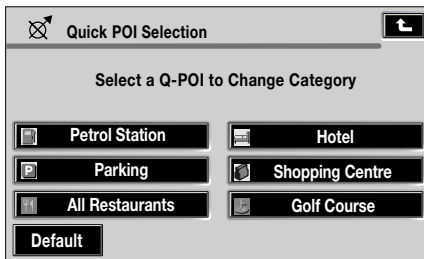 Quick POI Selection
Select a Q-POI to Change Category
Petrol Station
Hotel
P
Parking
Shopping Centre
All Restaurants
Golf Course
Default